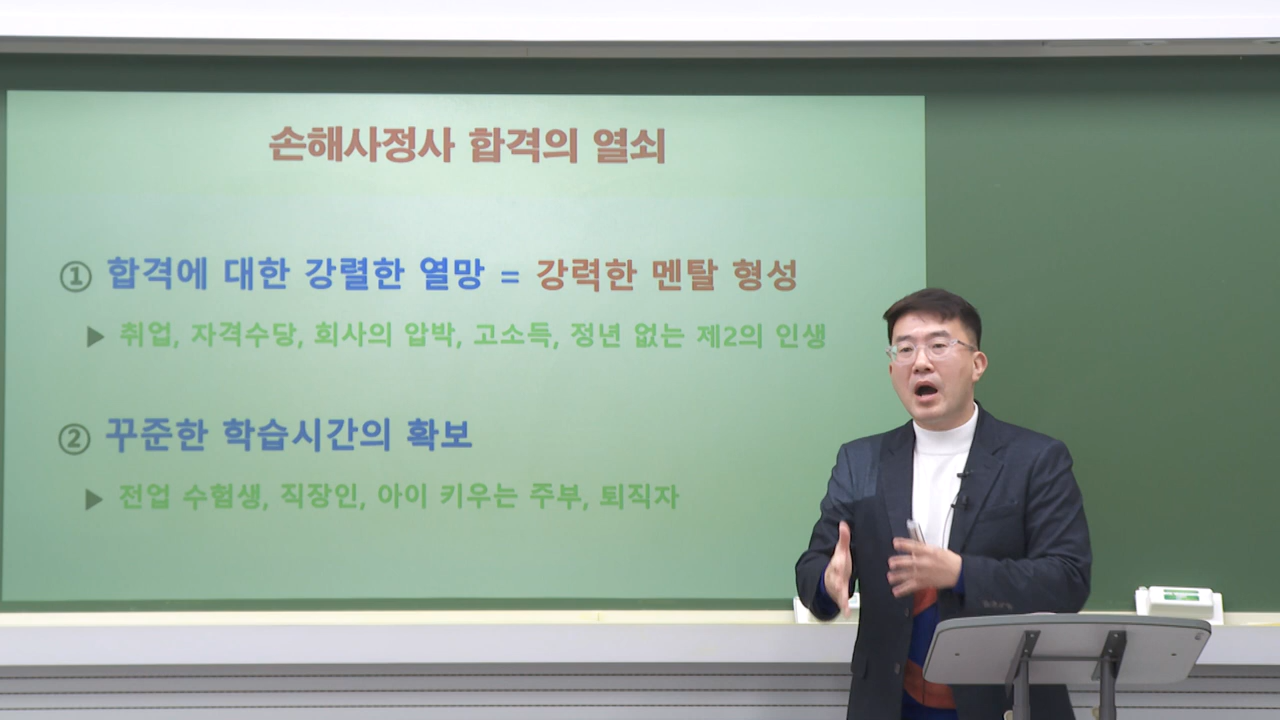 손해사정사 합격의 열쇠
① 합격에 대한 강렬한 열망 = 강력한 멘탈 형성
▶ 취업, 자격수당, 회사의 압박, 고소득, 정년 없는 제2의 인생
② 꾸준한 학습시간의 확보
▶ 전업 수험생, 직장인, 아이 키우는 주부, 퇴직자